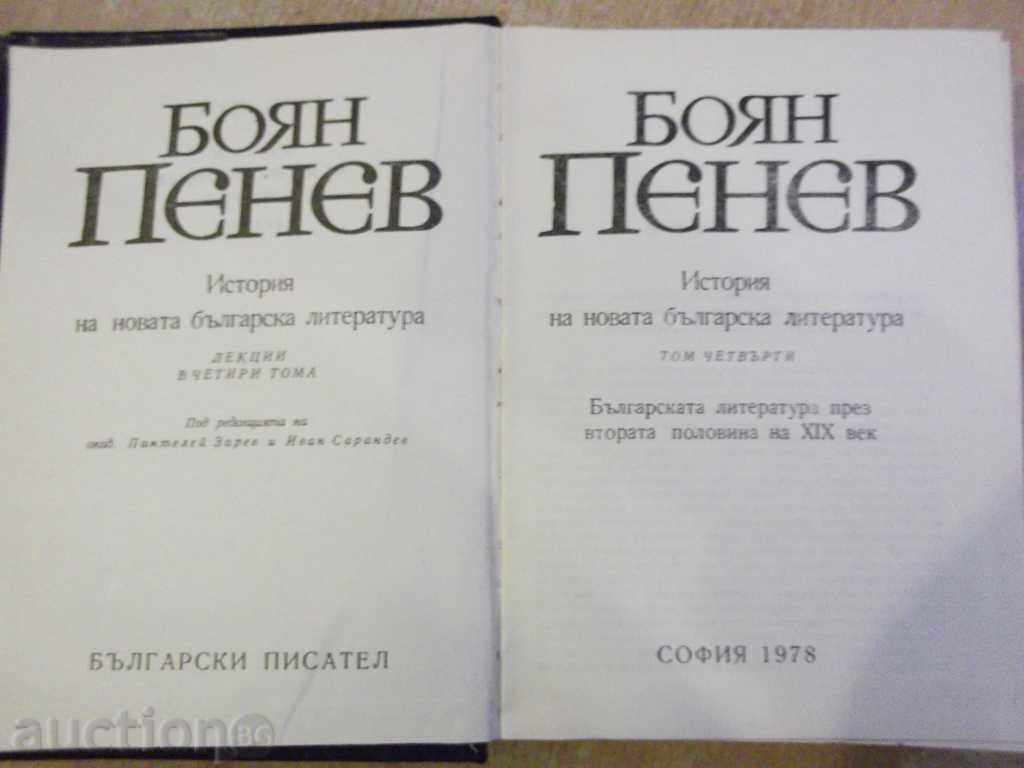 БОЯН
ПЕНЕВ
История
на новата българска литература
ЛЕКЦИИ
В ЧЕТИРИ ТОМА
Под редакцията на
акад. Пантелей Зарев и Иван Сарандев
БЪЛГАРСКИ ПИСАТЕЛ
БОЯН
ПЕНЕВ
История
на новата българска литература
ТОМ ЧЕТВЪРТИ
Българската литература през
втората половина на XIX век
СОФИЯ 1978
auction BG